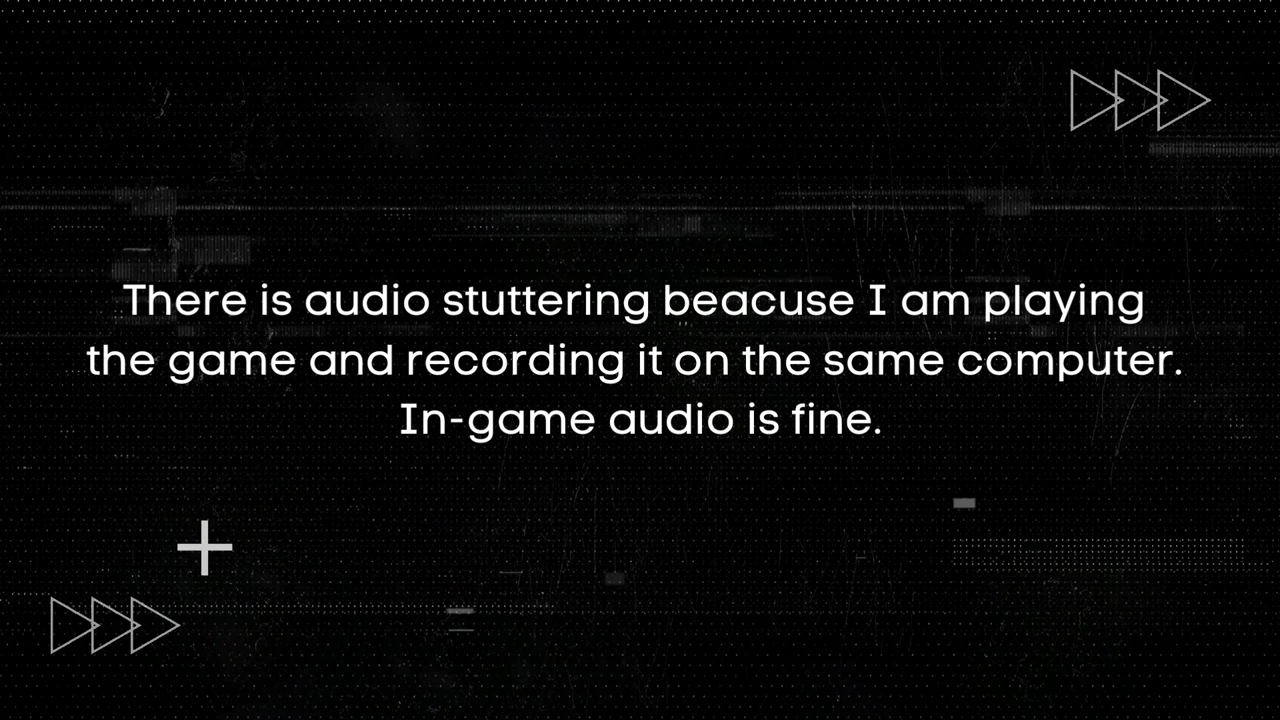 There is audio stuttering beacuse I am playing
the game and recording it on the same computer.
In-game audio is fine.